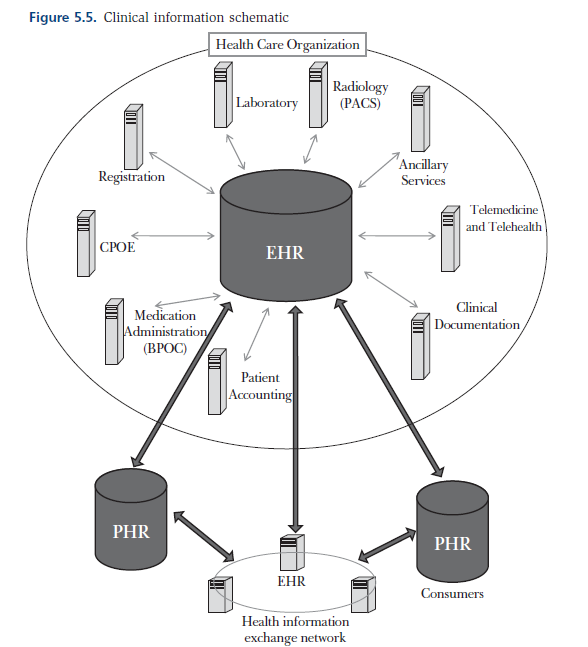 Figure 5.5. Clinical information schematic
Health Care Organization
Laboratory
Radiology
(PACS)
Registration
Ancillary
Services
CPOE
EHR
Telemedicine
and Telehealth
Medication
Administration
(BPOC)
Clinical
Documentation
Patient
Accounting
PHR
PHR
EHR
Consumers
Health information
exchange network